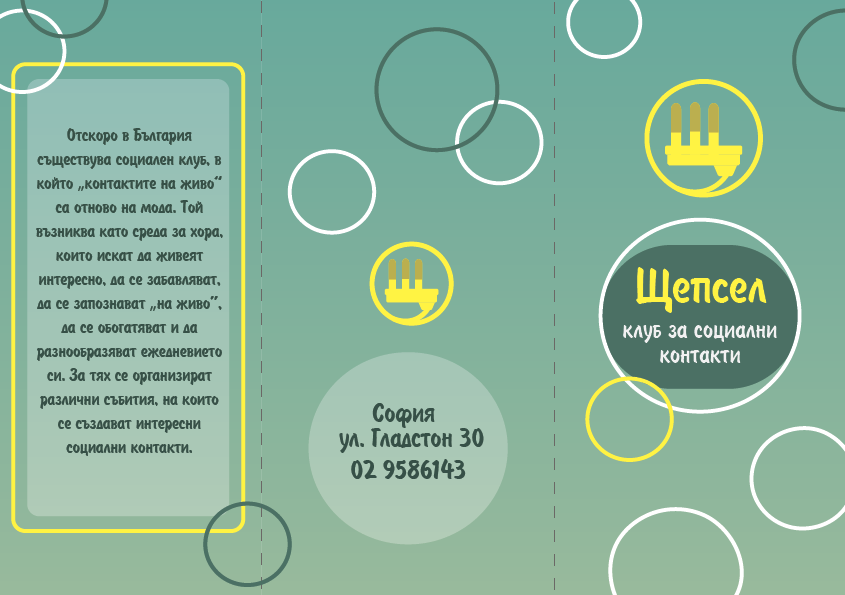 Отскоро в България
съществува социален клуб, в
който „контактите на живо“
са отново на мода. Той
възниква като среда за хора,
които искат да живеят
интересно, да се забавляват,
да се запознават „на живо“,
да се обогатяват и да
разнообразяват ежедневието
си. За тях се организират
различни събития, на които
се създават интересни
социални контакти.
София
ул. Гладстон 30
02 9586143
Щепсел
клуб за социални
контакти